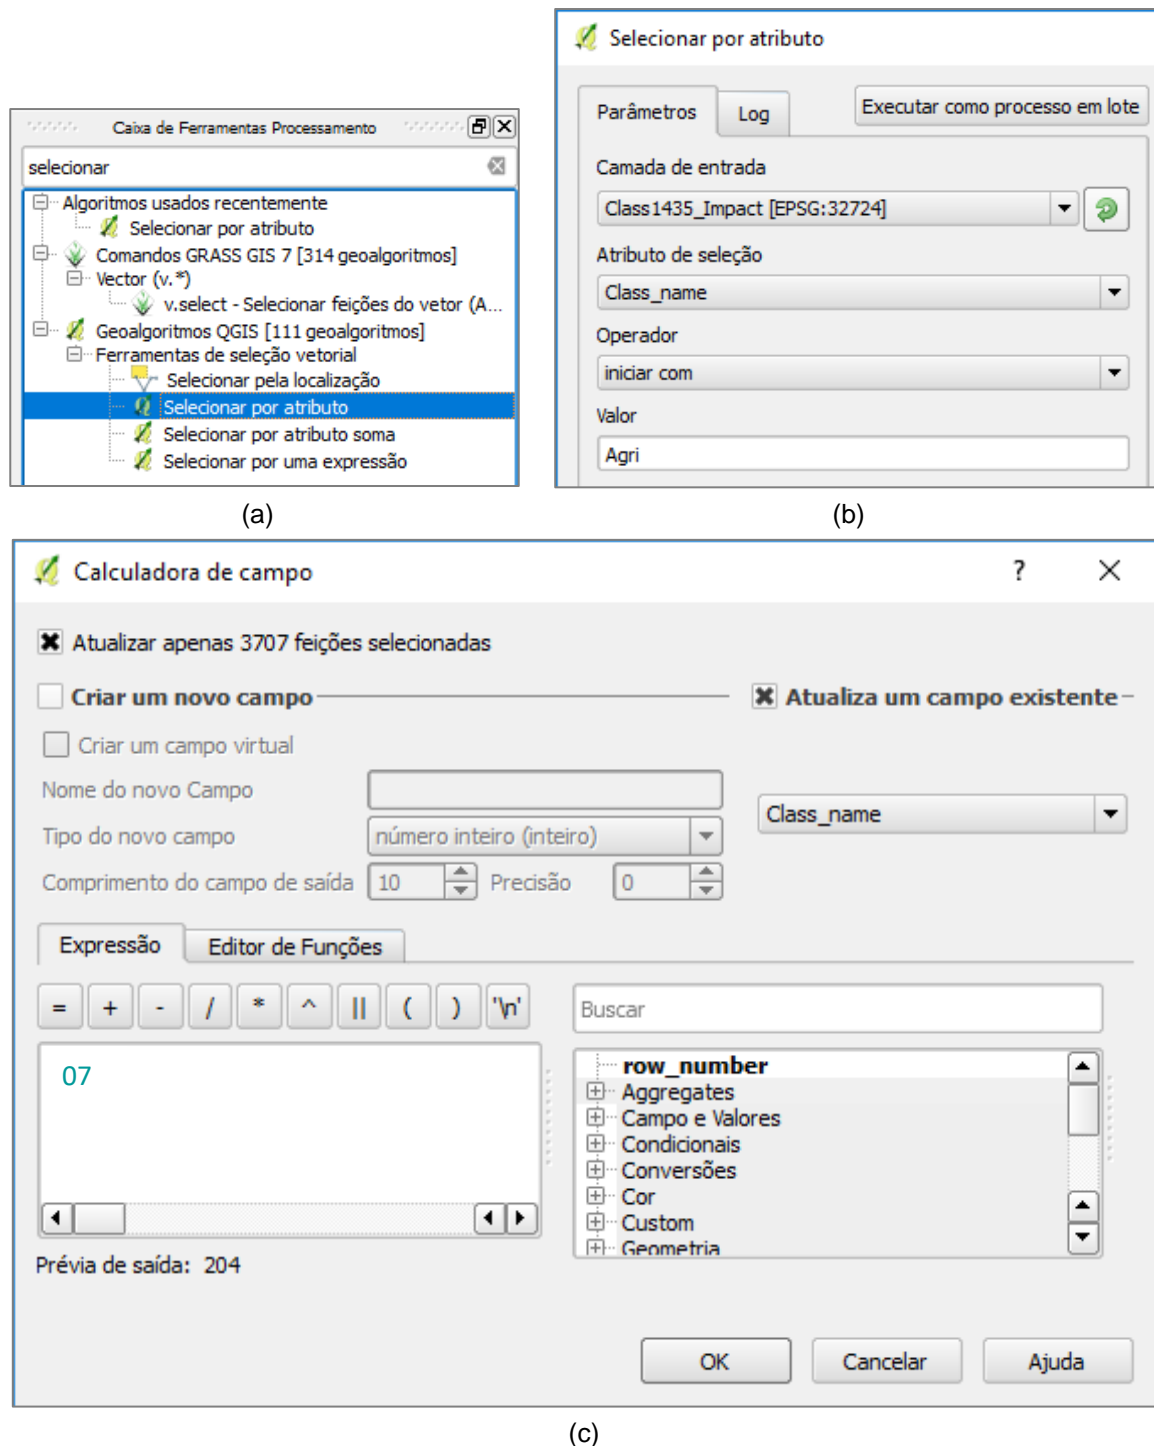 Caixa de Ferramentas Processamento
selecionar
Algoritmos usados recentemente
Selecionar por atributo
Comandos GRASS GIS 7 [314 geoalgoritmos]
Vector (v.*)
v.select - Selecionar feições do vetor (A...
Geoalgoritmos QGIS [111 geoalgoritmos]
Ferramentas de seleção vetorial
Selecionar pela localização
Selecionar por atributo
Selecionar por atributo soma
Selecionar por uma expressão
(a)
Selecionar por atributo
Parâmetros Log Executar como processo em lote
Camada de entrada
Class1435_Impact [EPSG:32724]
Atributo de seleção
Class_name
Operador
iniciar com
Valor
Agri
(b)
Calculadora de campo ?
Atualizar apenas 3707 feições selecionadas
Criar um novo campo Atualiza um campo existente
Criar um campo virtual
Nome do novo Campo
Class_name
Tipo do novo campo número inteiro (inteiro)
Comprimento do campo de saída 10 Precisão 0
Expressão Editor de Funções
= + - / * ^ || ( ) '\n'
Buscar
07
row_number
Aggregates
Campo e Valores
Condicionais
Conversões
Cor
Custom
Geometria
Prévia de saída: 204
OK Cancelar Ajuda
(c)